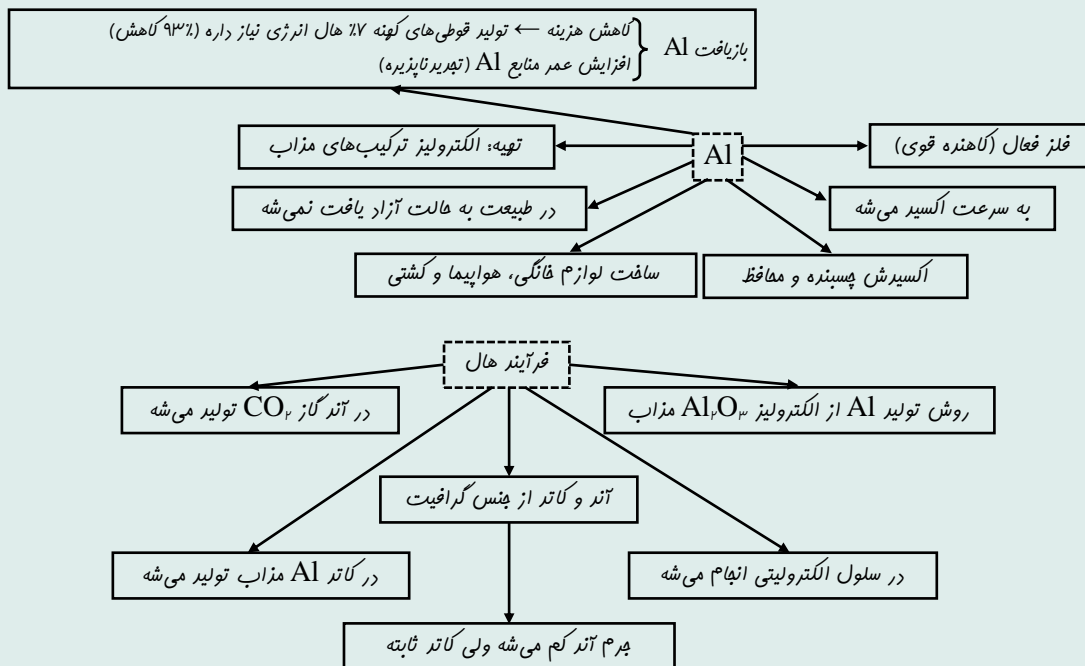 بازیافت Al
کاهش هزینه ← تولید قوطی‌های کهنه ۷٪ هال انرژی نیاز داره (۹۳٪ کاهش)
افزایش عمر منابع Al (تجدیدناپذیره)
Al
فلز فعال (کاهنده قوی)
تهیه: الکترولیز ترکیب‌های مذاب
به سرعت اکسید می‌شه
در طبیعت به حالت آزاد یافت نمی‌شه
اکسیدش چسبنده و محافظ
ساخت لوازم خانگی، هواپیما و کشتی
فرآیند هال
روش تولید Al از الکترولیز Al₂O₃ مذاب
در آند گاز CO₂ تولید می‌شه
آند و کاتد از جنس گرافیت
در سلول الکترولیتی انجام می‌شه
در کاتد Al مذاب تولید می‌شه
جرم آند کم می‌شه ولی کاتد ثابته